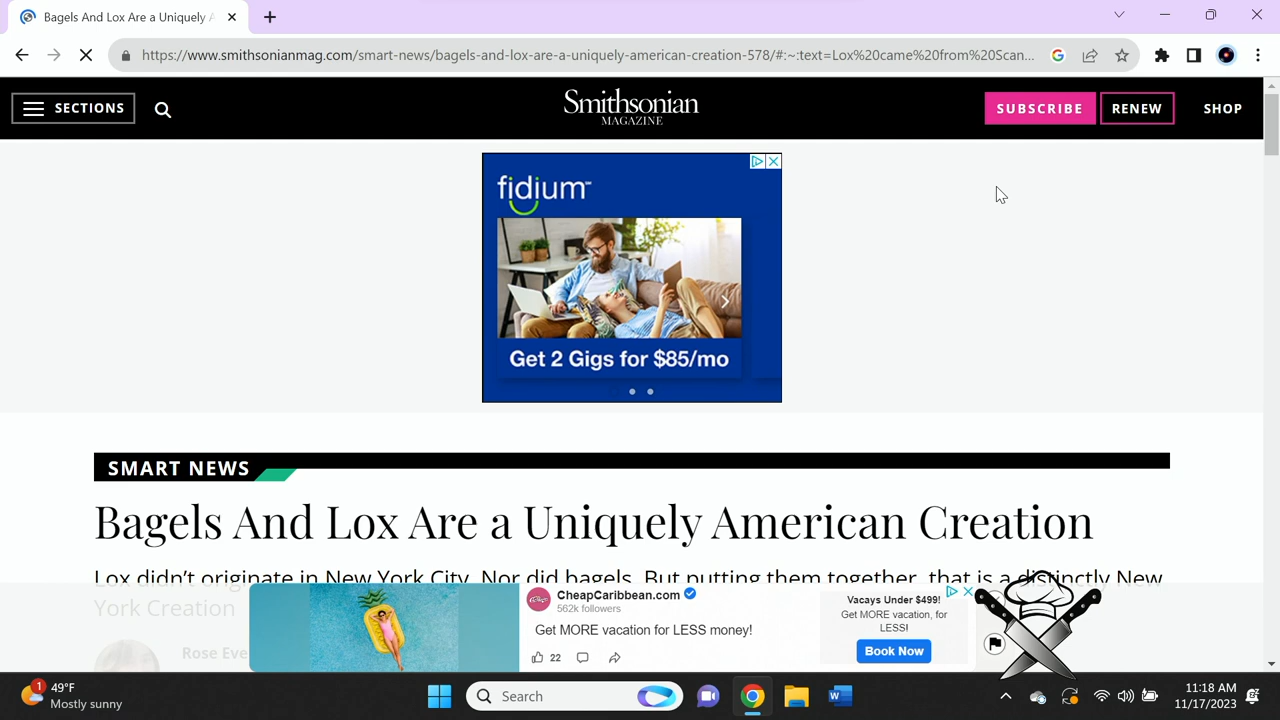 Bagels And Lox Are a Uniquely A
https://www.smithsonianmag.com/smart-news/bagels-and-lox-are-a-uniquely-american-creation-578/#:~:text=Lox%20came%20from%20Scan...
SECTIONS
Smithsonian
MAGAZINE
SUBSCRIBE
RENEW
SHOP
fidium™
Get 2 Gigs for $85/mo
SMART NEWS
Bagels And Lox Are a Uniquely American Creation
Lox didn't originate in New York City. Nor did bagels. But putting them together, that is a distinctly New
York Creation
Rose Eve
CheapCaribbean.com
562k followers
Get MORE vacation for LESS money!
22
Vacays Under $499!
Get MORE vacation, for
LESS!
Book Now
1
49°F
Mostly sunny
Search
11:18 AM
11/17/2023